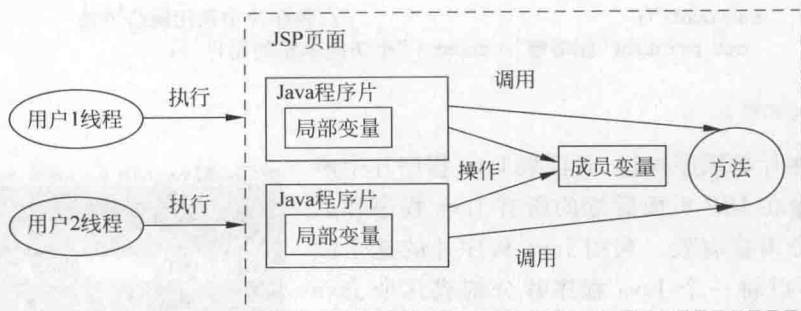 JSP页面
调用
执行
Java程序片
用户1线程
局部变量
操作
成员变量
方法
执行
Java程序片
用户2线程
局部变量
调用